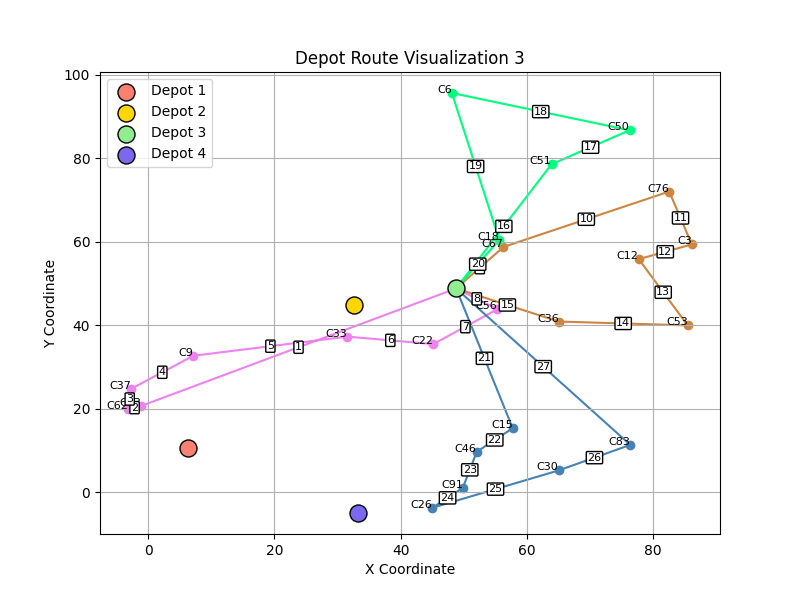 Depot Route Visualization 3
Depot 1
Depot 2
Depot 3
Depot 4
Y Coordinate
X Coordinate
100
80
60
40
20
0
0
20
40
60
80
C6
18
C50
17
C51
19
16
C18
C67
20
10
C76
11
C3
12
C12
13
8
C56
15
C36
14
C53
7
C33
6
C22
C9
5
1
4
C37
3
2
21
27
C15
22
C46
C83
26
23
C30
C91
25
24
C26